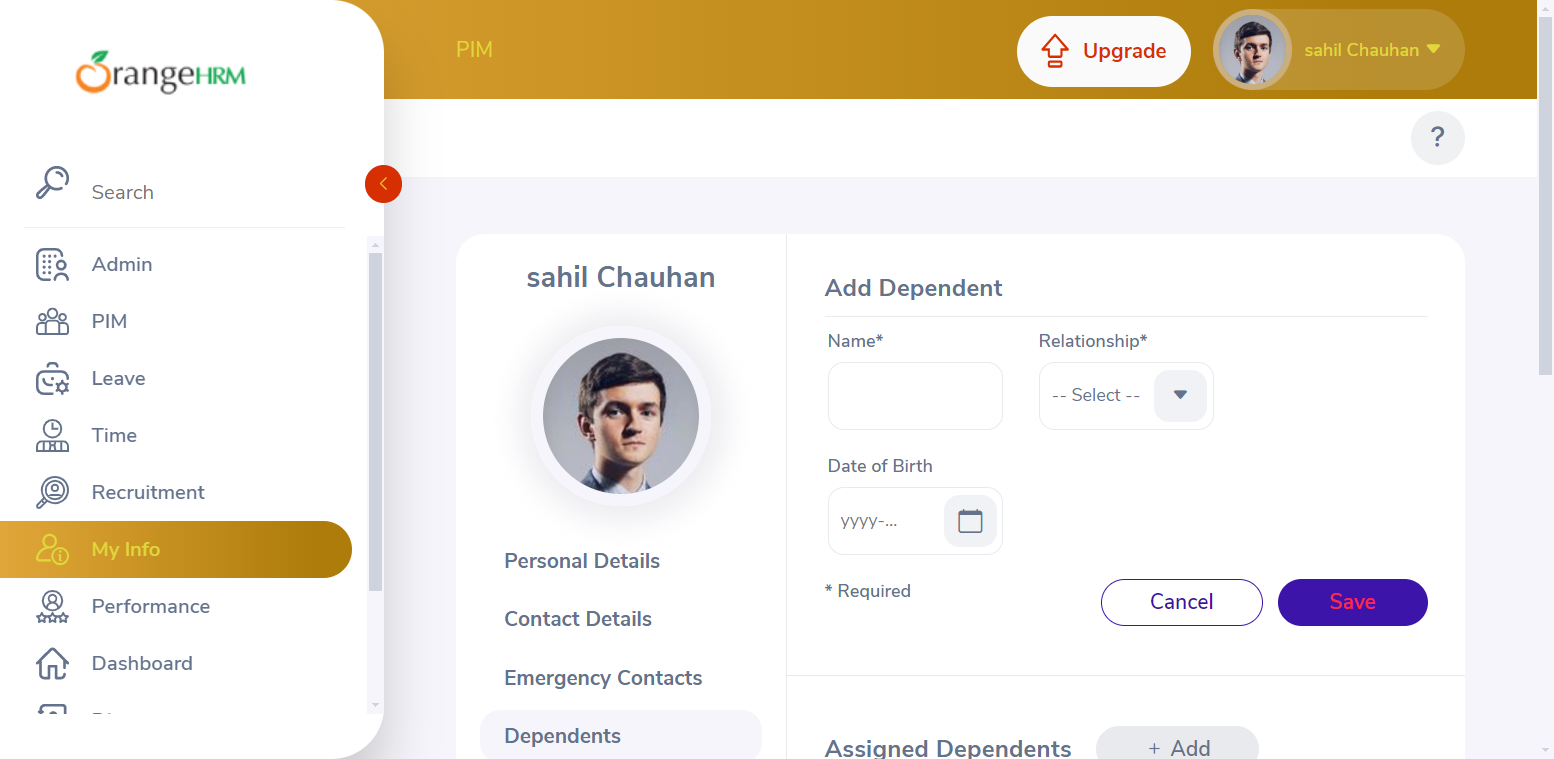 OrangeHRM
PIM
Upgrade
sahil Chauhan
?
Search
Admin
PIM
Leave
Time
Recruitment
My Info
Performance
Dashboard
sahil Chauhan
Personal Details
Contact Details
Emergency Contacts
Dependents
Add Dependent
Name* Relationship*
-- Select --
Date of Birth
yyyy-...
* Required Cancel Save
Assigned Dependents + Add